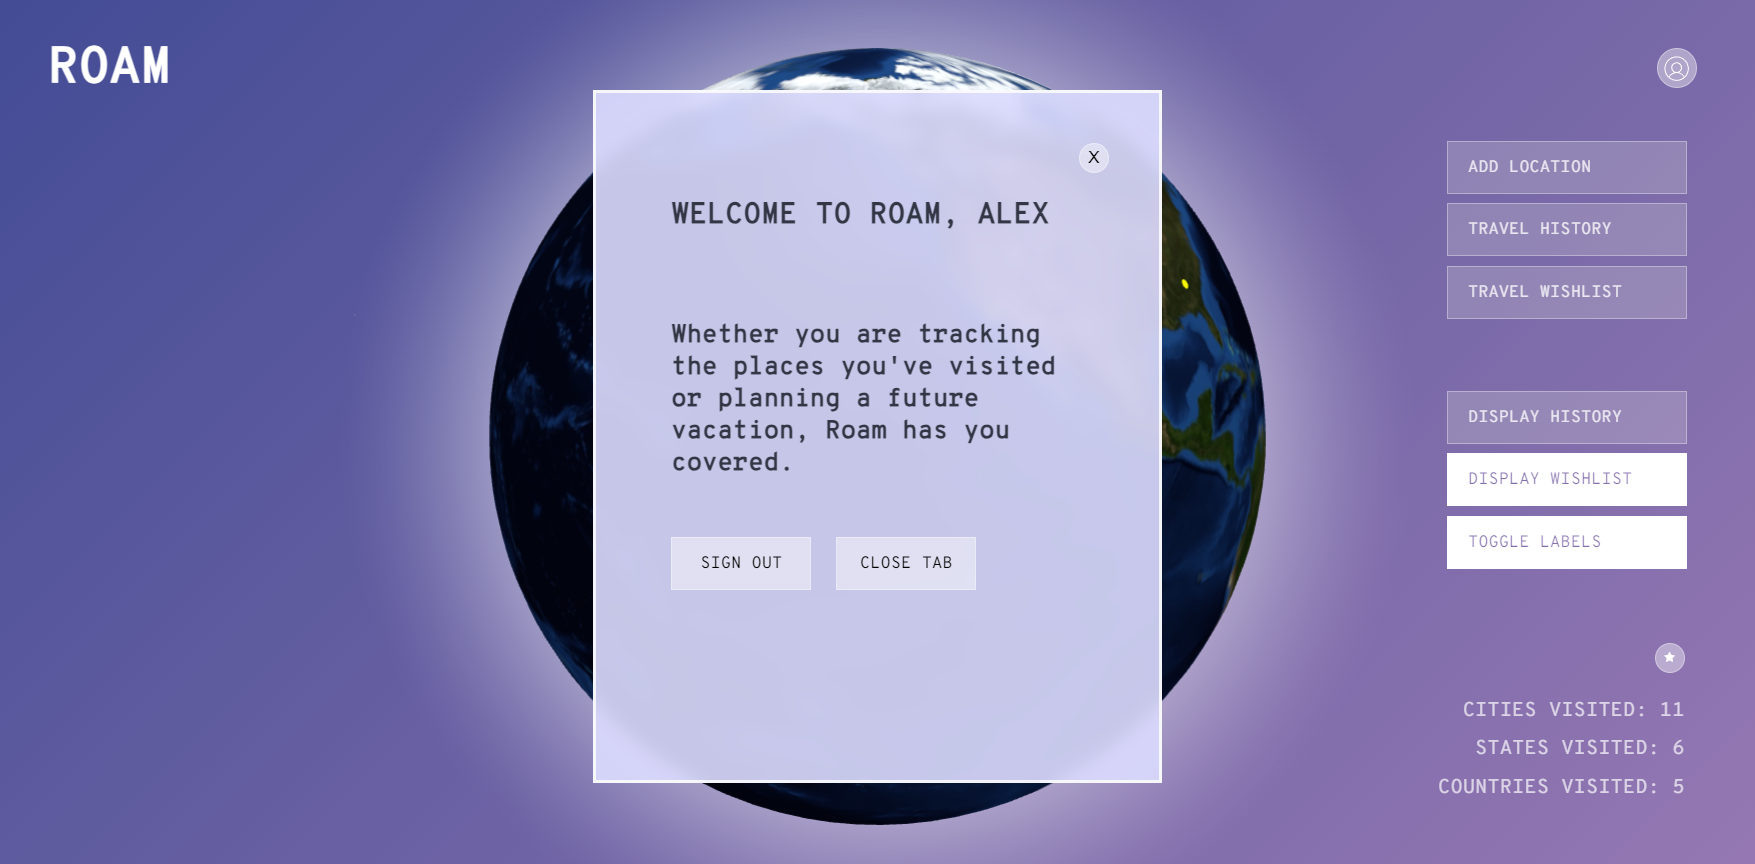 ROAM
X
WELCOME TO ROAM, ALEX
Whether you are tracking
the places you've visited
or planning a future
vacation, Roam has you
covered.
SIGN OUT
CLOSE TAB
ADD LOCATION
TRAVEL HISTORY
TRAVEL WISHLIST
DISPLAY HISTORY
DISPLAY WISHLIST
TOGGLE LABELS
CITIES VISITED: 11
STATES VISITED: 6
COUNTRIES VISITED: 5